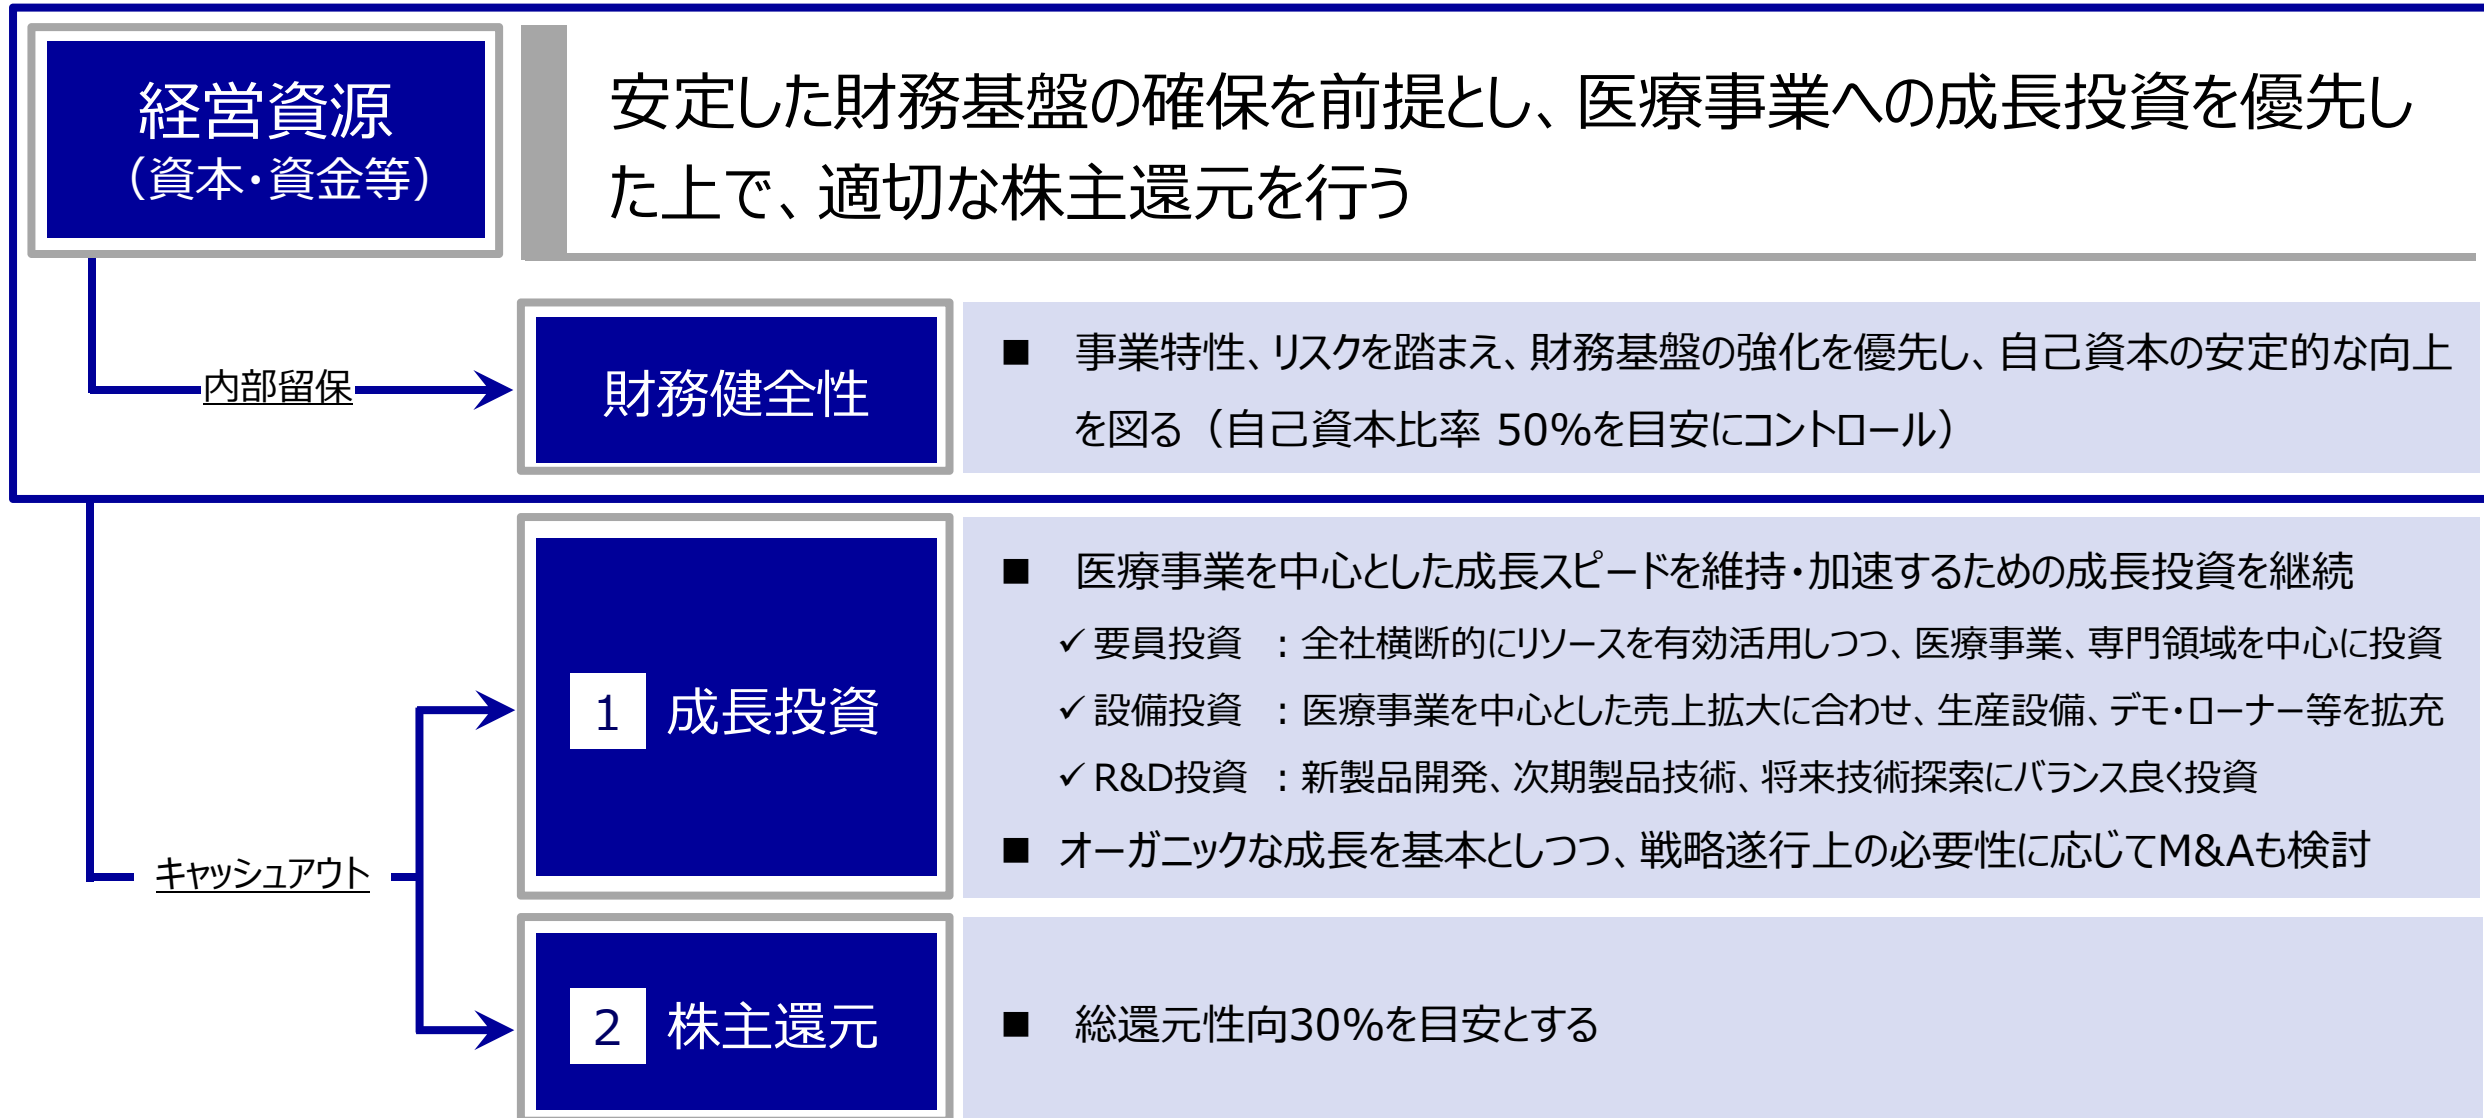 経営資源
（資本・資金等）
安定した財務基盤の確保を前提とし、医療事業への成長投資を優先し
た上で、適切な株主還元を行う
内部留保
財務健全性
■ 事業特性、リスクを踏まえ、財務基盤の強化を優先し、自己資本の安定的な向上
を図る（自己資本比率 50%を目安にコントロール）
キャッシュアウト
1 成長投資
■ 医療事業を中心とした成長スピードを維持・加速するための成長投資を継続
✓ 要員投資 ：全社横断的にリソースを有効活用しつつ、医療事業、専門領域を中心に投資
✓ 設備投資 ：医療事業を中心とした売上拡大に合わせ、生産設備、デモ・ローナー等を拡充
✓ R&D投資 ：新製品開発、次期製品技術、将来技術探索にバランス良く投資
■ オーガニックな成長を基本としつつ、戦略遂行上の必要性に応じてM&Aも検討
2 株主還元
■ 総還元性向30%を目安とする